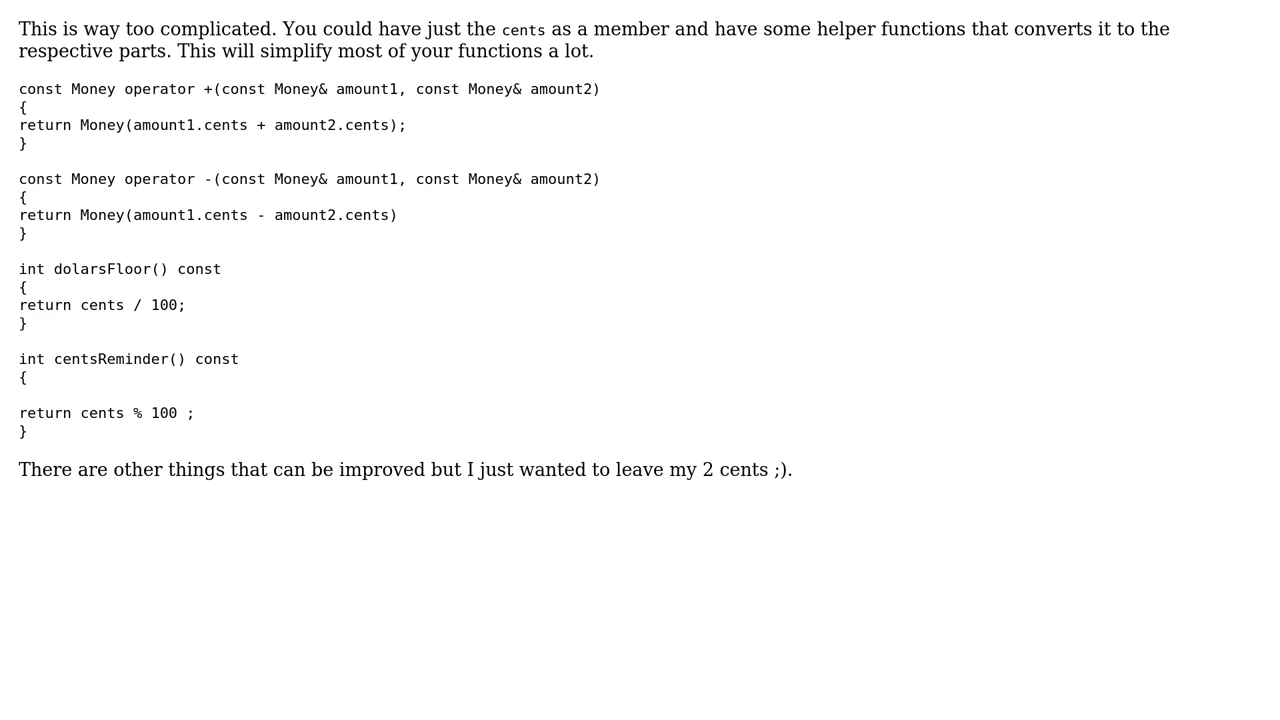 This is way too complicated. You could have just the cents as a member and have some helper functions that converts it to the
respective parts. This will simplify most of your functions a lot.
const Money operator +(const Money& amount1, const Money& amount2)
{
return Money(amount1.cents + amount2.cents);
}
const Money operator -(const Money& amount1, const Money& amount2)
{
return Money(amount1.cents - amount2.cents)
}
int dolarsFloor() const
{
return cents / 100;
}
int centsReminder() const
{
return cents % 100 ;
}
There are other things that can be improved but I just wanted to leave my 2 cents ;).